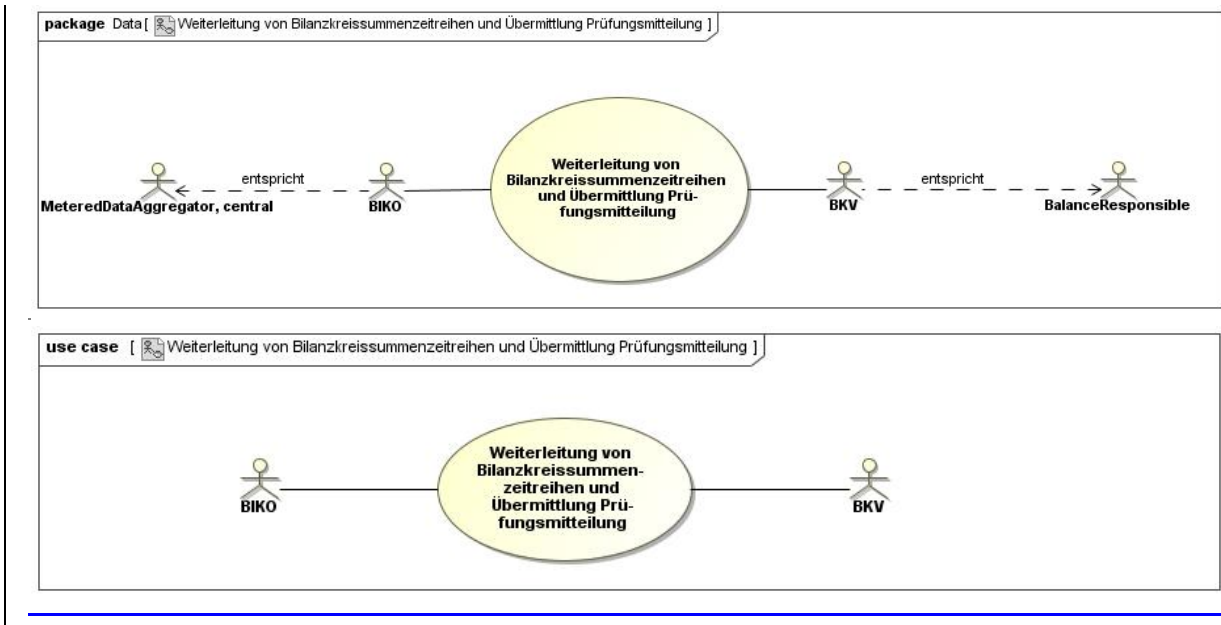 package Data [ Weiterleitung von Bilanzkreissummenzeitreihen und Übermittlung Prüfungsmitteilung ]
Weiterleitung von
Bilanzkreissummenzeitreihen
und Übermittlung Prü-
fungsmitteilung
entspricht
entspricht
MeteredDataAggregator, central
BIKO
BKV
BalanceResponsible
use case [ Weiterleitung von Bilanzkreissummenzeitreihen und Übermittlung Prüfungsmitteilung ]
Weiterleitung von
Bilanzkreissummen-
zeitreihen und
Übermittlung Prü-
fungsmitteilung
BIKO
BKV